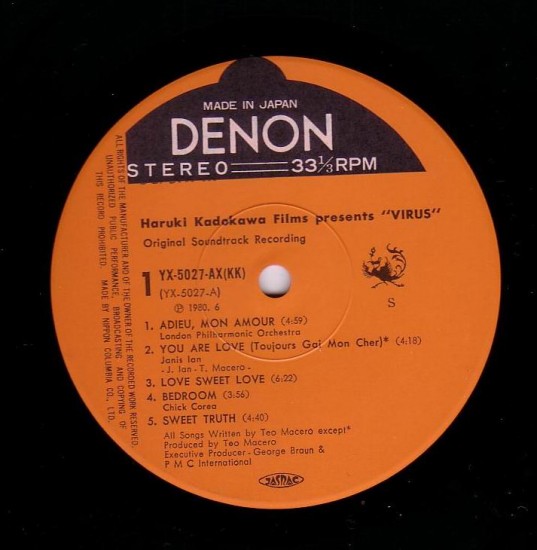 MADE IN JAPAN
DENON
STEREO 33 1/3 RPM
ALL RIGHTS OF THE MANUFACTURER AND OF THE OWNER OF THE RECORDED WORK RESERVED.
UNAUTHORIZED PUBLIC PERFORMANCE, BROADCASTING AND COPYING OF
THIS RECORD PROHIBITED. MADE BY NIPPON COLUMBIA CO., LTD.
Haruki Kadokawa Films presents "VIRUS"
Original Soundtrack Recording
1 YX-5027-AX(KK)
(YX-5027-A)
Ⓟ 1980. 6
S
1. ADIEU, MON AMOUR (4:59)
London Philharmonic Orchestra
2. YOU ARE LOVE (Toujours Gai Mon Cher)* (4:18)
Janis Ian
- J. Ian - T. Macero -
3. LOVE SWEET LOVE (6:22)
4. BEDROOM (3:56)
Chick Corea
5. SWEET TRUTH (4:40)
All Songs Written by Teo Macero except*
Produced by Teo Macero
Executive Producer - George Braun &
P M C International
JASRAC